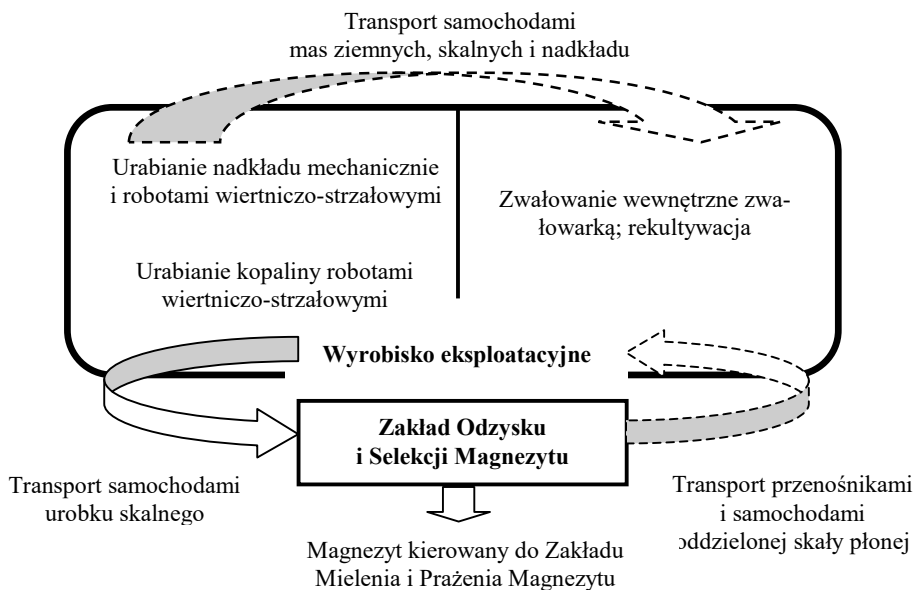 Transport samochodami
mas ziemnych, skalnych i nadkładu
Urabianie nadkładu mechanicznie
i robotami wiertniczo-strzałowymi
Zwałowanie wewnętrzne zwa-
łowarką; rekultywacja
Urabianie kopaliny robotami
wiertniczo-strzałowymi
Wyrobisko eksploatacyjne
Zakład Odzysku
i Selekcji Magnezytu
Transport samochodami
urobku skalnego
Transport przenośnikami
i samochodami
oddzielonej skały płonej
Magnezyt kierowany do Zakładu
Mielenia i Prażenia Magnezytu